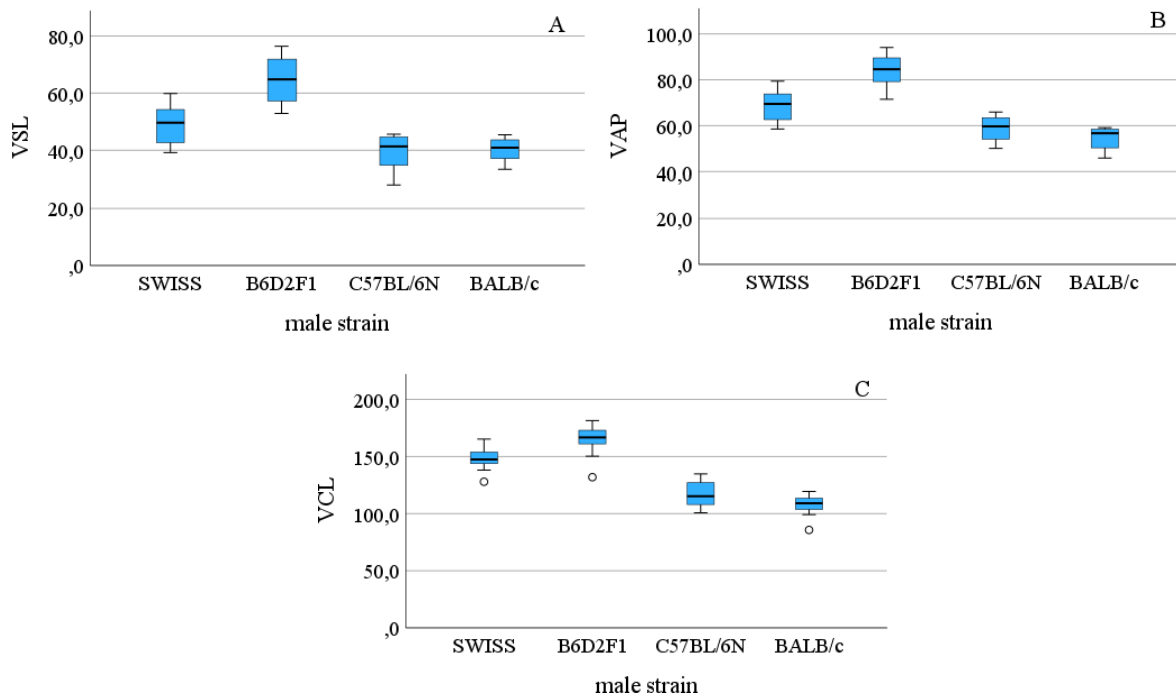 A
VSL
80,0
60,0
40,0
20,0
,0
SWISS B6D2F1 C57BL/6N BALB/c
male strain
B
VAP
100,0
80,0
60,0
40,0
20,0
,0
SWISS B6D2F1 C57BL/6N BALB/c
male strain
C
VCL
200,0
150,0
100,0
50,0
,0
SWISS B6D2F1 C57BL/6N BALB/c
male strain